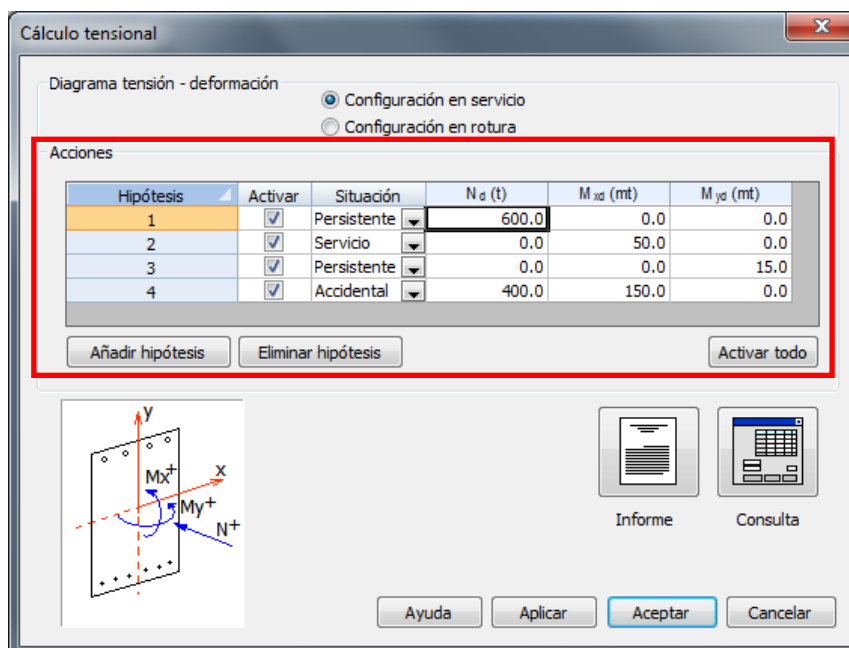 Cálculo tensional
Diagrama tensión - deformación
Configuración en servicio
Configuración en rotura
Acciones
Hipótesis Activar Situación N d (t) M xd (mt) M yd (mt)
1 Persistente 600.0 0.0 0.0
2 Servicio 0.0 50.0 0.0
3 Persistente 0.0 0.0 15.0
4 Accidental 400.0 150.0 0.0
Añadir hipótesis Eliminar hipótesis Activar todo
y
x
Mx+
My+
N+
Informe Consulta
Ayuda Aplicar Aceptar Cancelar